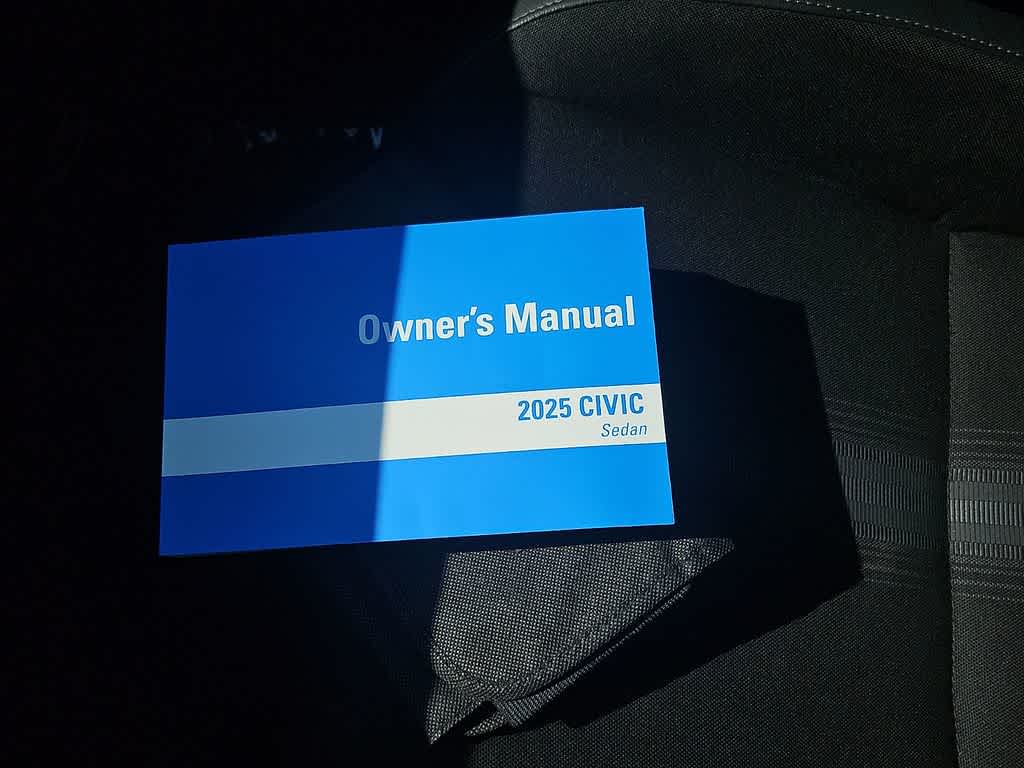 Owner's Manual
2025 CIVIC
Sedan